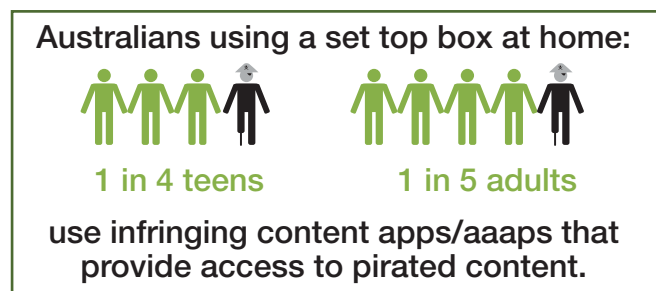 Australians using a set top box at home:
1 in 4 teens
1 in 5 adults
use infringing content apps/aaaps that
provide access to pirated content.